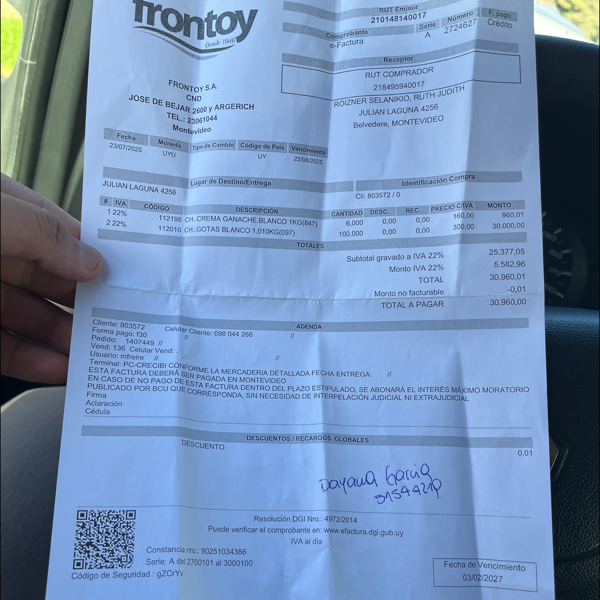 frontoy
Desde 1946
FRONTOY S.A.
CND
JOSE DE BEJAR 2600 y ARGERICH
TEL.: 23061044
Montevideo
RUT Emisor
210148140017
Comprobante Serie Número F. pago
e-Factura A 2724627 Crédito
Receptor
RUT COMPRADOR
218495940017
ROIZNER SELANIKIO, RUTH JUDITH
JULIAN LAGUNA 4256
Belvedere, MONTEVIDEO
Fecha Moneda Tipo de Cambio Código de País Vencimiento
23/07/2025 UYU UY 22/08/2025
Lugar de Destino/Entrega Identificación Compra
JULIAN LAGUNA 4256 Cli: 803572 / 0
# IVA CÓDIGO DESCRIPCIÓN CANTIDAD DESC. REC. PRECIO C/IVA MONTO
1 22% 112198 CH.CREMA GANACHE BLANCO 1KG(647) 6,000 0,00 0,00 160,00 960,01
2 22% 112010 CH.GOTAS BLANCO 1.010KG(097) 100,000 0,00 0,00 300,00 30.000,00
TOTALES
Subtotal gravado a IVA 22% 25.377,05
Monto IVA 22% 5.582,96
TOTAL 30.960,01
Monto no facturable -0,01
TOTAL A PAGAR 30.960,00
ADENDA
Cliente: 803572 Celular Cliente: 098 044 266 //
Forma pago: f30 //
Pedido: 1407449 //
Vend: 136 Celular Vend: .
Usuario: mfreire // //
Terminal: PC-CRECIBI CONFORME LA MERCADERIA DETALLADA FECHA ENTREGA: //
ESTA FACTURA DEBERÁ SER PAGADA EN MONTEVIDEO
EN CASO DE NO PAGO DE ESTA FACTURA DENTRO DEL PLAZO ESTIPULADO, SE ABONARÁ EL INTERÉS MÁXIMO MORATORIO
PUBLICADO POR BCU QUE CORRESPONDA, SIN NECESIDAD DE INTERPELACIÓN JUDICIAL NI EXTRAJUDICIAL
Firma
Aclaración
Cédula
DESCUENTOS / RECARGOS GLOBALES
DESCUENTO 0.01
Dayana Garcia
Resolución DGI Nro.: 4972/2014
Puede verificar el comprobante en: www.efactura.dgi.gub.uy
IVA al día
Constancia nro.: 90251034386
Serie: A del 2700101 al 3000100
Código de Seguridad : gZCrYv
Fecha de Vencimiento
03/02/2027